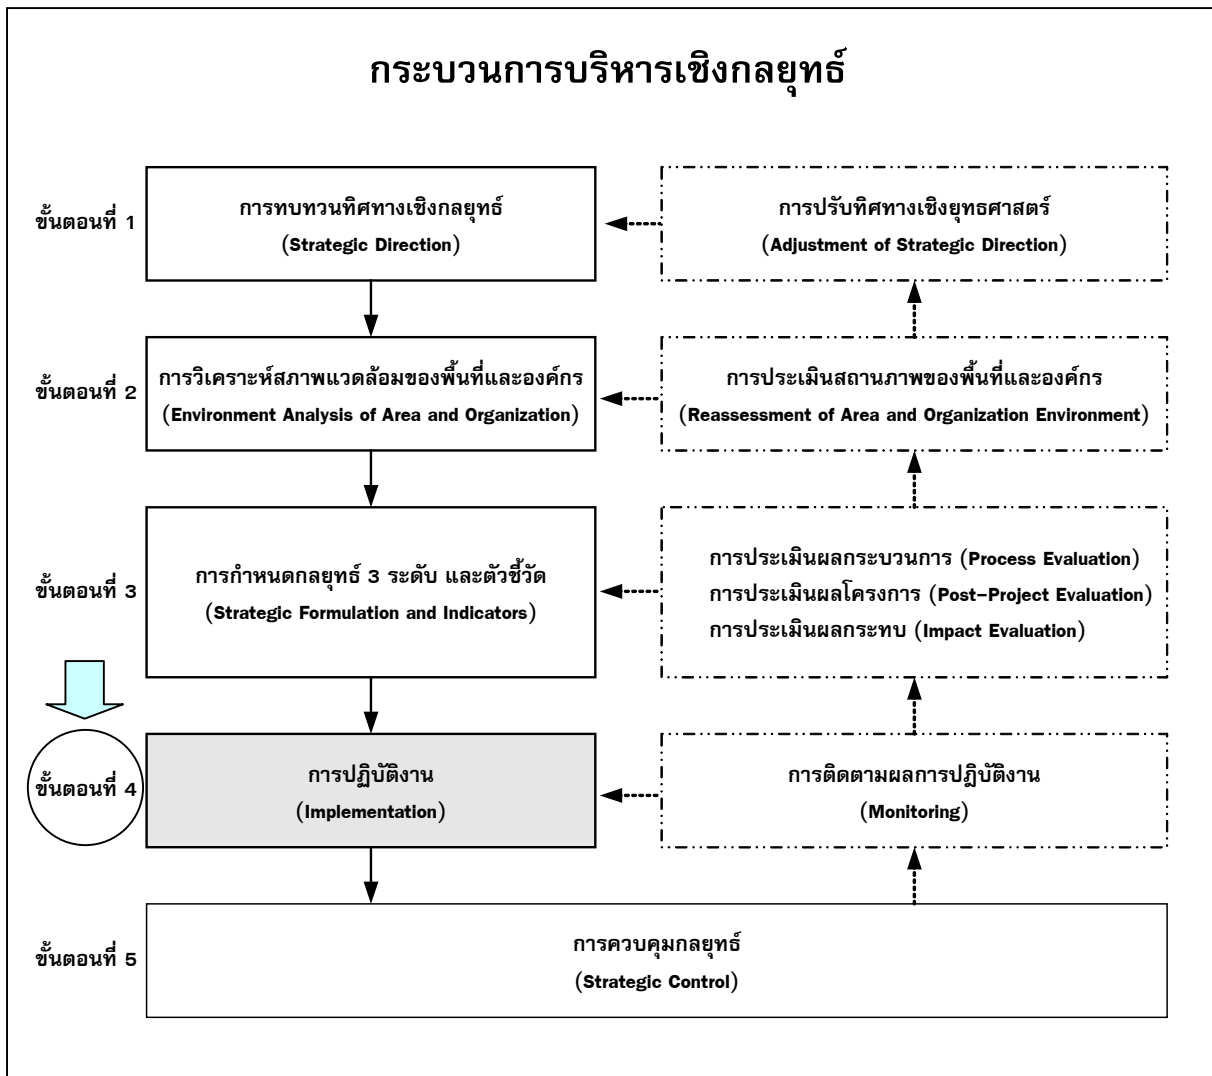 กระบวนการบริหารเชิงกลยุทธ์
ขั้นตอนที่ 1
การทบทวนทิศทางเชิงกลยุทธ์
(Strategic Direction)
การปรับทิศทางเชิงยุทธศาสตร์
(Adjustment of Strategic Direction)
ขั้นตอนที่ 2
การวิเคราะห์สภาพแวดล้อมของพื้นที่และองค์กร
(Environment Analysis of Area and Organization)
การประเมินสถานภาพของพื้นที่และองค์กร
(Reassessment of Area and Organization Environment)
ขั้นตอนที่ 3
การกำหนดกลยุทธ์ 3 ระดับ และตัวชี้วัด
(Strategic Formulation and Indicators)
การประเมินผลกระบวนการ (Process Evaluation)
การประเมินผลโครงการ (Post-Project Evaluation)
การประเมินผลกระทบ (Impact Evaluation)
ขั้นตอนที่ 4
การปฏิบัติงาน
(Implementation)
การติดตามผลการปฎิบัติงาน
(Monitoring)
ขั้นตอนที่ 5
การควบคุมกลยุทธ์
(Strategic Control)